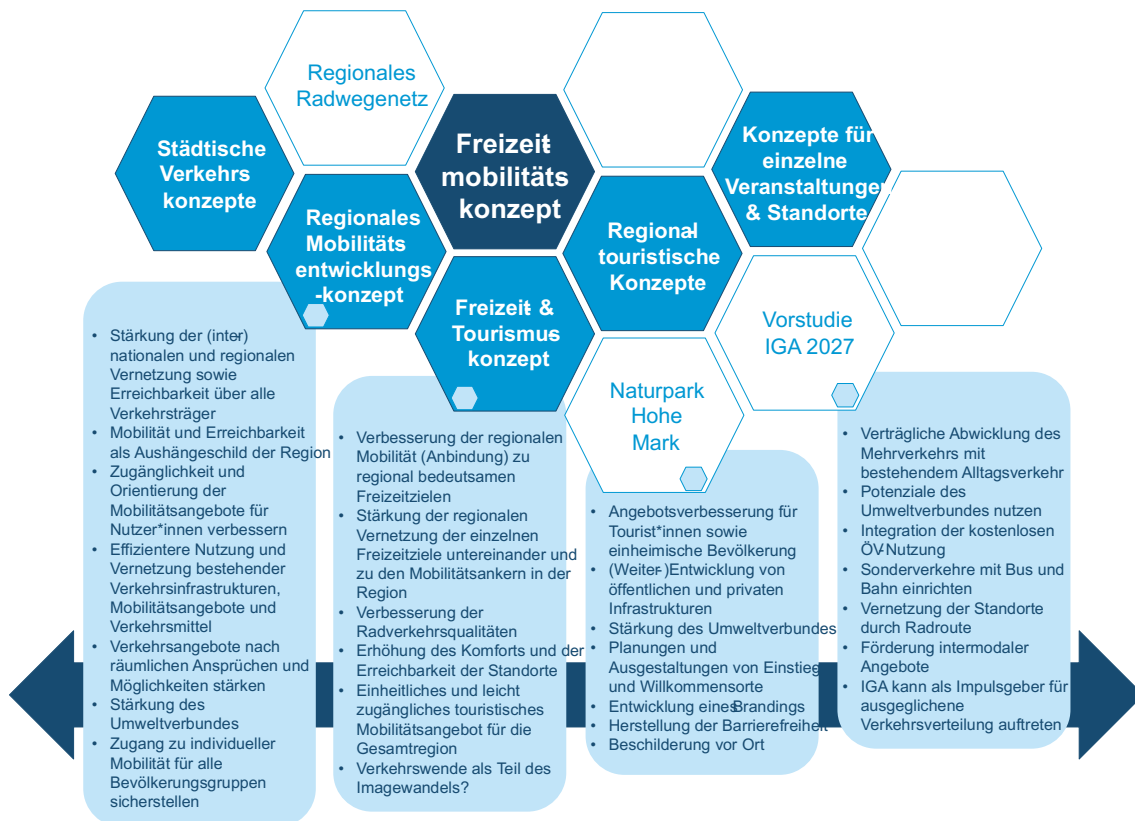 Regionales
Radwegenetz
Städtische
Verkehrs
konzepte
Freizeit-
mobilitäts
konzept
Konzepte für
einzelne
Veranstaltungen
& Standorte
Regionales
Mobilitäts
entwicklungs
-konzept
Regional-
touristische
Konzepte
Freizeit- &
Tourismus-
konzept
Vorstudie
IGA 2027
Naturpark
Hohe
Mark
• Stärkung der (inter-)
nationalen und regionalen
Vernetzung sowie
Erreichbarkeit über alle
Verkehrsträger
• Mobilität und Erreichbarkeit
als Aushängeschild der Region
• Zugänglichkeit und
Orientierung der
Mobilitätsangebote für
Nutzer*innen verbessern
• Effizientere Nutzung und
Vernetzung bestehender
Verkehrsinfrastrukturen,
Mobilitätsangebote und
Verkehrsmittel
• Verkehrsangebote nach
räumlichen Ansprüchen und
Möglichkeiten stärken
• Stärkung des
Umweltverbundes
• Zugang zu individueller
Mobilität für alle
Bevölkerungsgruppen
sicherstellen
• Verbesserung der regionalen
Mobilität (Anbindung) zu
regional bedeutsamen
Freizeitzielen
• Stärkung der regionalen
Vernetzung der einzelnen
Freizeitziele untereinander und
zu den Mobilitätsankern in der
Region
• Verbesserung der
Radverkehrsqualitäten
• Erhöhung des Komforts und der
Erreichbarkeit der Standorte
• Einheitliches und leicht
zugängliches touristisches
Mobilitätsangebot für die
Gesamtregion
• Verkehrswende als Teil des
Imagewandels?
• Angebotsverbesserung für
Tourist*innen sowie
einheimische Bevölkerung
• (Weiter-)Entwicklung von
öffentlichen und privaten
Infrastrukturen
• Stärkung des Umweltverbundes
• Planungen und
Ausgestaltungen von Einstieg
und Willkommensorte
• Entwicklung eines Brandings
• Herstellung der Barrierefreiheit
• Beschilderung vor Ort
• Verträgliche Abwicklung des
Mehrverkehrs mit
bestehendem Alltagsverkehr
• Potenziale des
Umweltverbundes nutzen
• Integration der kostenlosen
ÖV-Nutzung
• Sonderverkehre mit Bus und
Bahn einrichten
• Vernetzung der Standorte
durch Radroute
• Förderung intermodaler
Angebote
• IGA kann als Impulsgeber für
ausgeglichene
Verkehrsverteilung auftreten